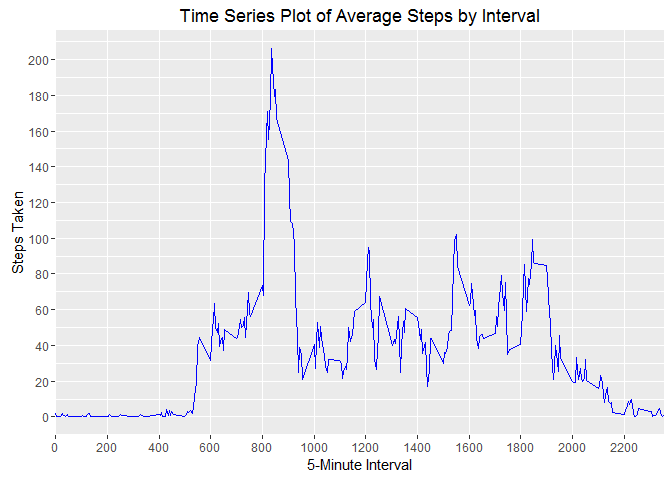 Time Series Plot of Average Steps by Interval
Steps Taken
200
180
160
140
120
100
80
60
40
20
0
0 200 400 600 800 1000 1200 1400 1600 1800 2000 2200
5-Minute Interval